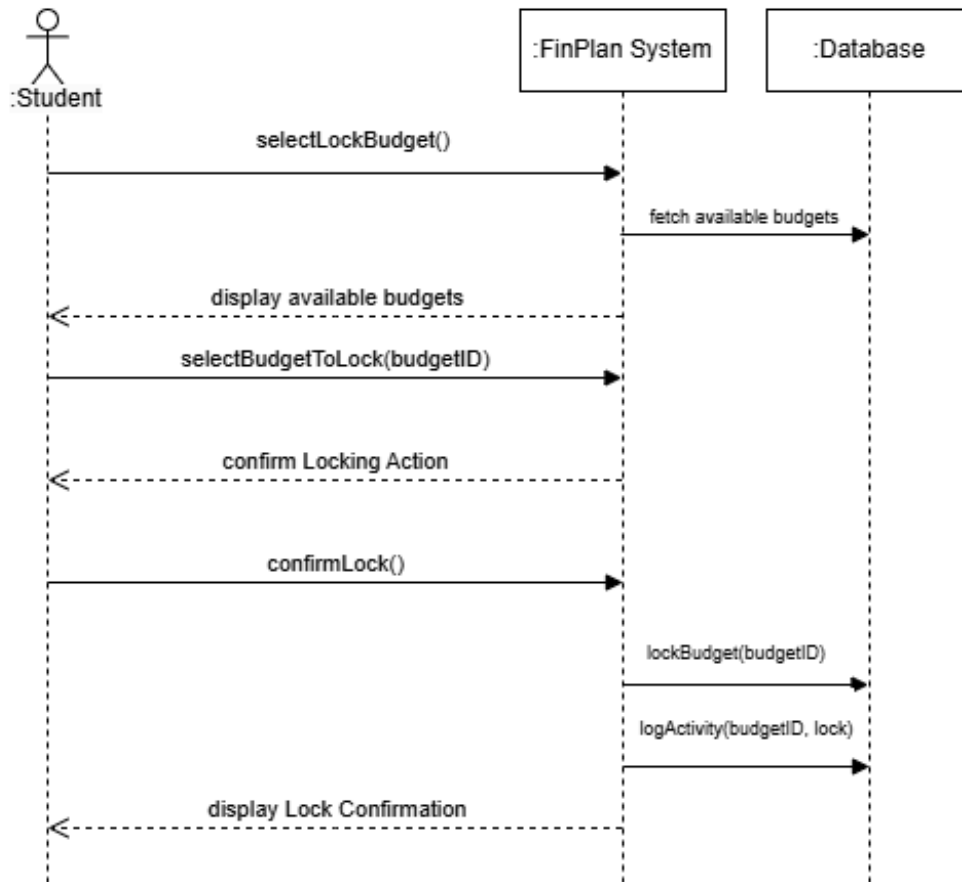 :Student
:FinPlan System
:Database
selectLockBudget()
fetch available budgets
display available budgets
selectBudgetToLock(budgetID)
confirm Locking Action
confirmLock()
lockBudget(budgetID)
logActivity(budgetID, lock)
display Lock Confirmation